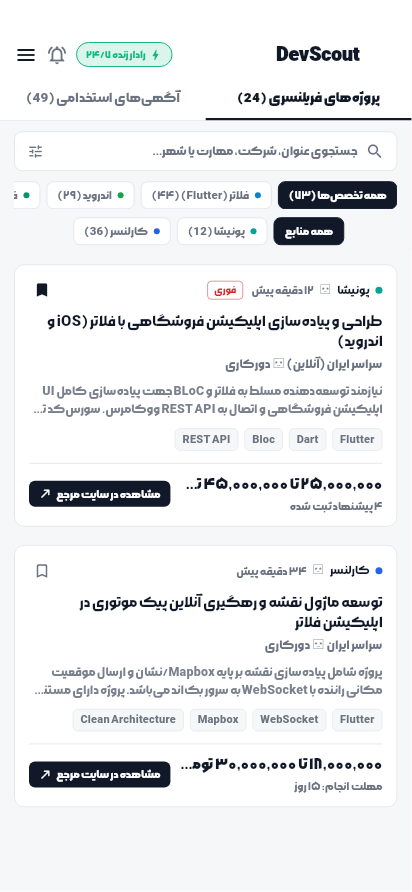 DevScout
رادار زنده ۲۴/۷
پروژه‌های فریلنسری (24)
آگهی‌های استخدامی (49)
جستجوی عنوان، شرکت، مهارت یا شهر...
همه تخصص‌ها (۷۳)
فلاتر (Flutter) (۴۴)
اندروید (۲۹)
همه منابع
پونیشا (12)
کارلنسر (36)
پونیشا
۱۲ دقیقه پیش
فوری
طراحی و پیاده‌سازی اپلیکیشن فروشگاهی با فلاتر (iOS و
اندروید)
سراسر ایران (آنلاین) دورکاری
نیازمند توسعه‌دهنده مسلط به فلاتر و BLoC جهت پیاده‌سازی کامل UI
اپلیکیشن فروشگاهی و اتصال به REST API ووکامرس. سورس‌کد ت...
Flutter
Dart
Bloc
REST API
۲۵,۰۰۰,۰۰۰ تا ۴۵,۰۰۰,۰۰۰ ت...
۴ پیشنهاد ثبت شده
مشاهده در سایت مرجع
کارلنسر
۳۴ دقیقه پیش
توسعه ماژول نقشه و رهگیری آنلاین پیک موتوری در
اپلیکیشن فلاتر
سراسر ایران دورکاری
پروژه شامل پیاده‌سازی نقشه بر پایه Mapbox/نشان و ارسال موقعیت
مکانی راننده با WebSocket به سرور بک‌اند می‌باشد. پروژه دارای مستن...
Flutter
WebSocket
Mapbox
Clean Architecture
۱۸,۰۰۰,۰۰۰ تا ۳۰,۰۰۰,۰۰۰ توم...
مهلت انجام: ۱۵ روز
مشاهده در سایت مرجع